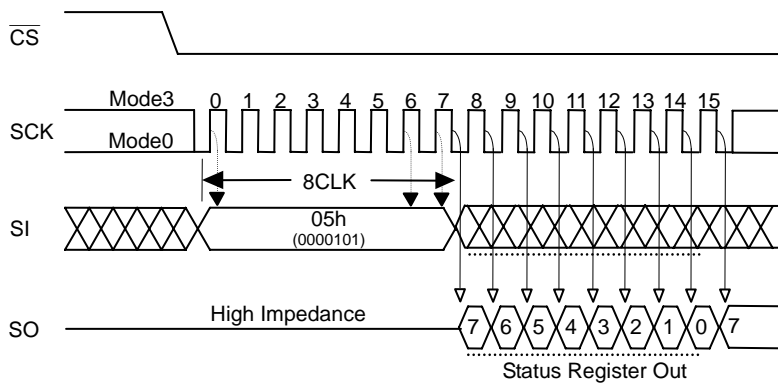 CS
Mode3 0 1 2 3 4 5 6 7 8 9 10 11 12 13 14 15
SCK
Mode0
8CLK
SI
05h
(0000101)
High Impedance
SO
7 6 5 4 3 2 1 0 7
Status Register Out